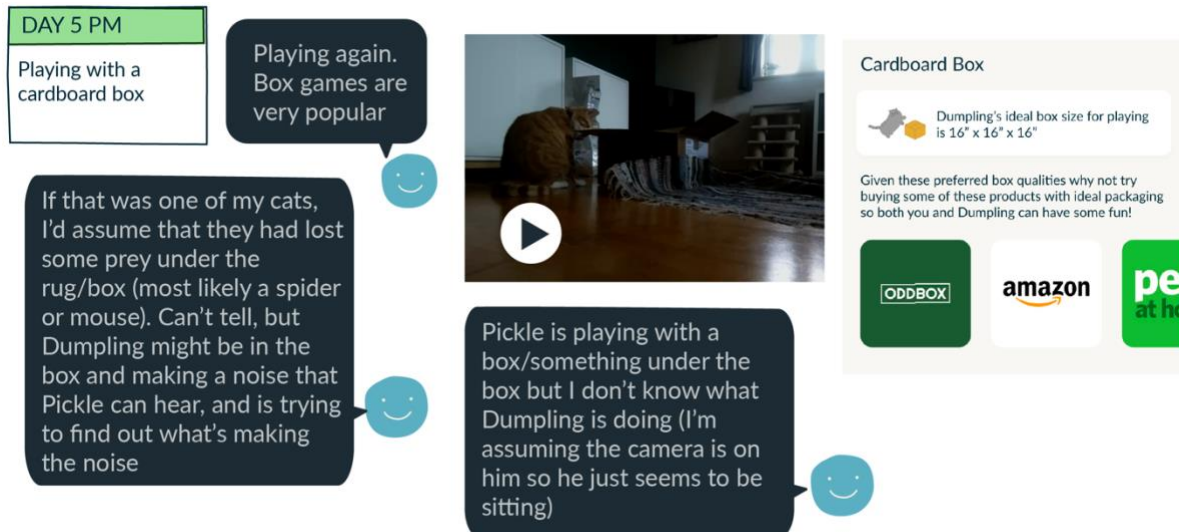 DAY 5 PM
Playing with a
cardboard box
Playing again.
Box games are
very popular
If that was one of my cats,
I'd assume that they had lost
some prey under the
rug/box (most likely a spider
or mouse). Can't tell, but
Dumpling might be in the
box and making a noise that
Pickle can hear, and is trying
to find out what's making
the noise
Pickle is playing with a
box/something under the
box but I don't know what
Dumpling is doing (I'm
assuming the camera is on
him so he just seems to be
sitting)
Cardboard Box
Dumpling's ideal box size for playing
is 16" x 16" x 16"
Given these preferred box qualities why not try
buying some of these products with ideal packaging
so both you and Dumpling can have some fun!
ODDBOX
amazon
pe
at ho